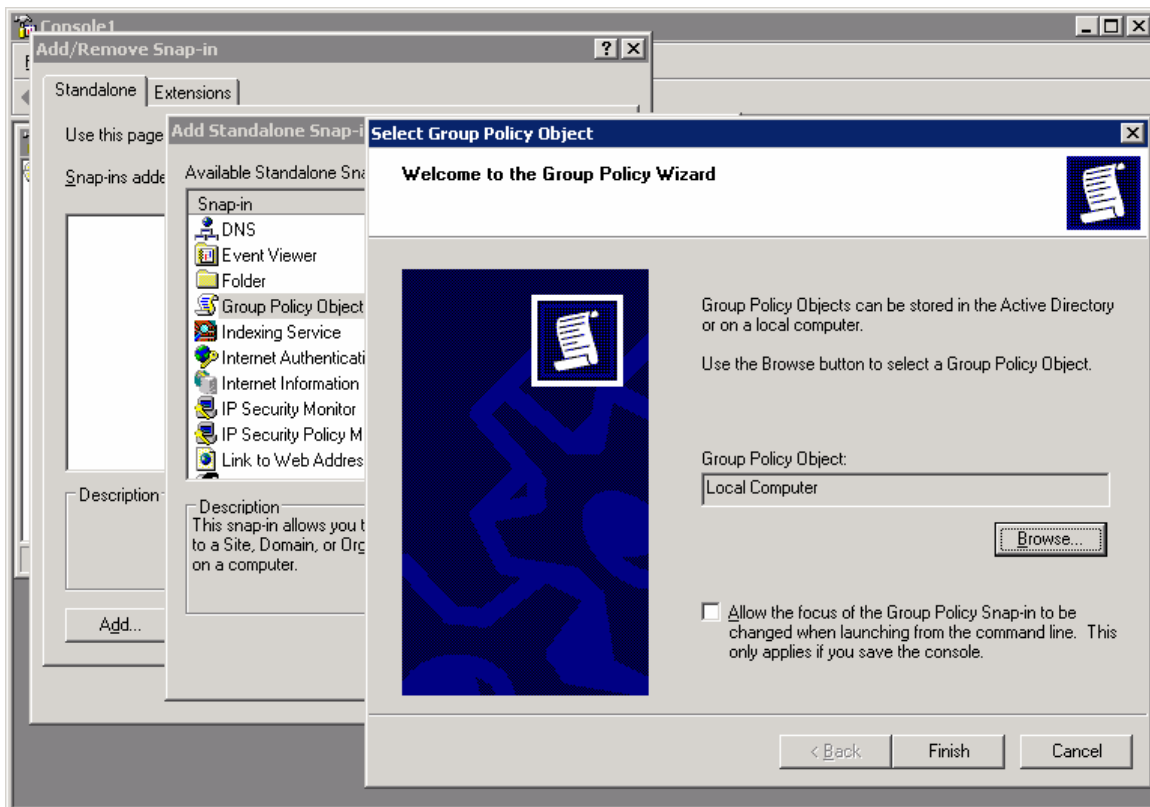 Console1
Add/Remove Snap-in
Standalone
Extensions
Use this page
Snap-ins adde
Description
Add...
Add Standalone Snap-i
Available Standalone Sna
Snap-in
DNS
Event Viewer
Folder
Group Policy Object
Indexing Service
Internet Authenticati
Internet Information
IP Security Monitor
IP Security Policy M
Link to Web Addres
Description
This snap-in allows you t
to a Site, Domain, or Org
on a computer.
Select Group Policy Object
Welcome to the Group Policy Wizard
Group Policy Objects can be stored in the Active Directory
or on a local computer.
Use the Browse button to select a Group Policy Object.
Group Policy Object:
Local Computer
Browse...
Allow the focus of the Group Policy Snap-in to be
changed when launching from the command line. This
only applies if you save the console.
< Back
Finish
Cancel